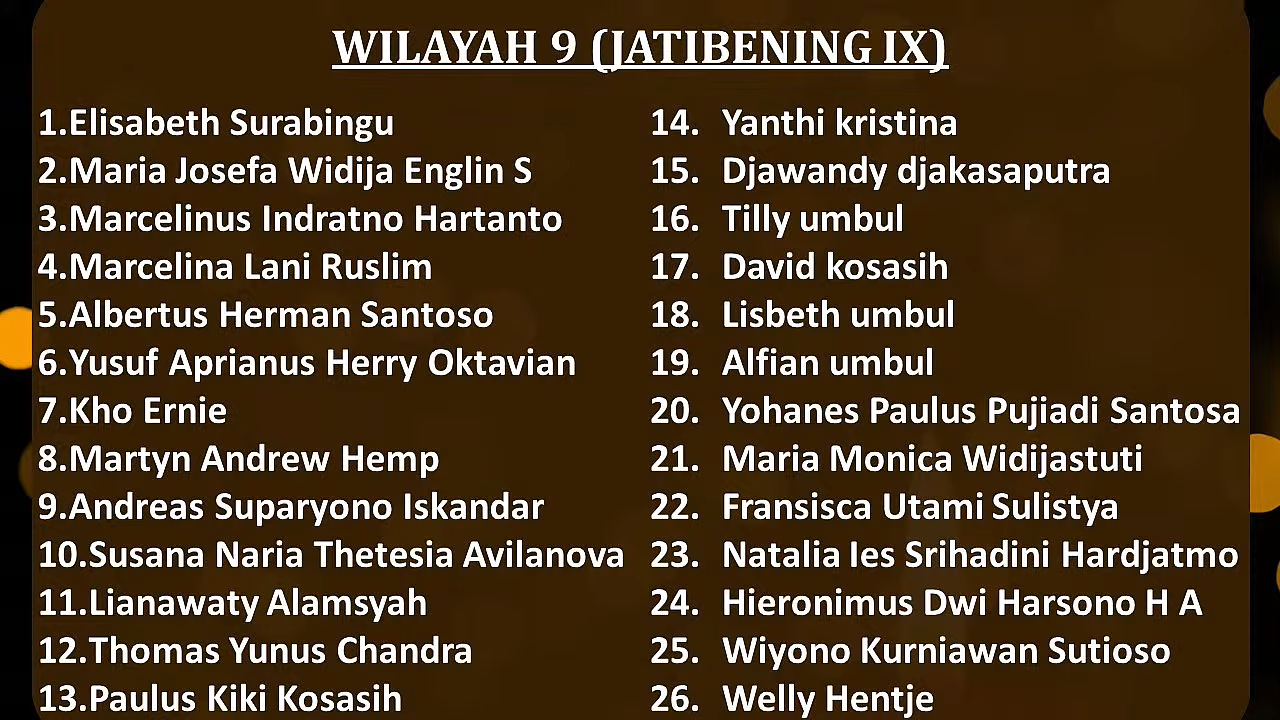 WILAYAH 9 (JATIBENING IX)
1.Elisabeth Surabingu
2.Maria Josefa Widija Englin S
3.Marcelinus Indratno Hartanto
4.Marcelina Lani Ruslim
5.Albertus Herman Santoso
6.Yusuf Aprianus Herry Oktavian
7.Kho Ernie
8.Martyn Andrew Hemp
9.Andreas Suparyono Iskandar
10.Susana Naria Thetesia Avilanova
11.Lianawaty Alamsyah
12.Thomas Yunus Chandra
13.Paulus Kiki Kosasih
14. Yanthi kristina
15. Djawandy djakasaputra
16. Tilly umbul
17. David kosasih
18. Lisbeth umbul
19. Alfian umbul
20. Yohanes Paulus Pujiadi Santosa
21. Maria Monica Widijastuti
22. Fransisca Utami Sulistya
23. Natalia Ies Srihadini Hardjatmo
24. Hieronimus Dwi Harsono H A
25. Wiyono Kurniawan Sutioso
26. Welly Hentje